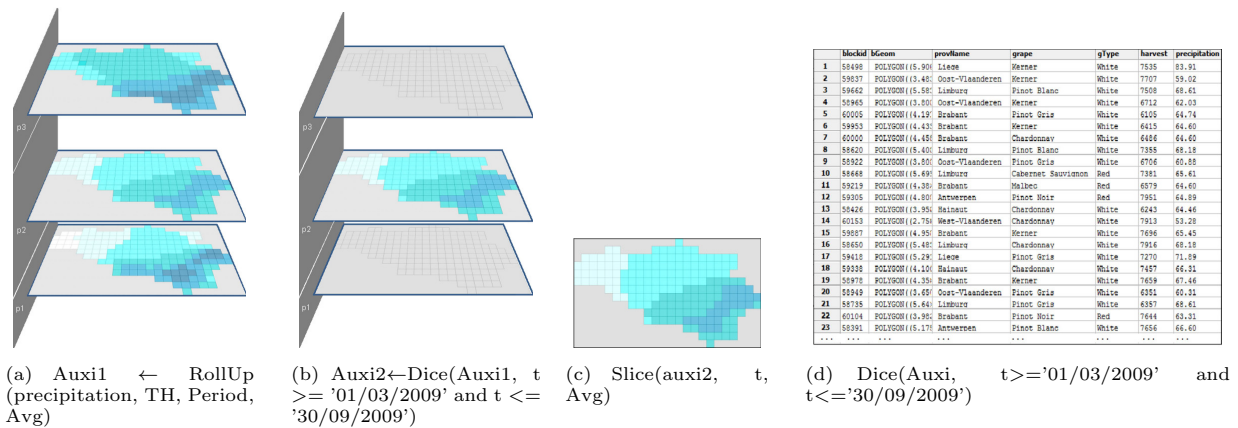 p3
p2
p1
blockid bGeom provName grape gType harvest precipitation
1 58498 POLYGON((5.90 Liege Kerner White 7535 83.91
2 59837 POLYGON((3.48 Oost-Vlaanderen Kerner White 7707 59.02
3 59662 POLYGON((5.58 Limburg Pinot Blanc White 7508 68.61
4 58965 POLYGON((3.80 Oost-Vlaanderen Kerner White 6712 62.03
5 60005 POLYGON((4.19 Brabant Pinot Gris White 6105 64.74
6 59953 POLYGON((4.43 Brabant Kerner White 6415 64.60
7 60000 POLYGON((4.45 Brabant Chardonnay White 6486 64.60
8 58620 POLYGON((5.40 Limburg Pinot Blanc White 7355 68.18
9 58922 POLYGON((3.80 Oost-Vlaanderen Pinot Gris White 6706 60.88
10 58668 POLYGON((5.69 Limburg Cabernet Sauvignon Red 7381 65.61
11 59219 POLYGON((4.38 Brabant Malbec Red 6579 64.60
12 59305 POLYGON((4.80 Antwerpen Pinot Noir Red 7951 64.89
13 58426 POLYGON((3.95 Hainaut Chardonnay White 6243 64.46
14 60153 POLYGON((2.75 West-Vlaanderen Chardonnay White 7913 53.28
15 59887 POLYGON((4.95 Brabant Kerner White 7696 65.45
16 58650 POLYGON((5.48 Limburg Chardonnay White 7916 68.18
17 59418 POLYGON((5.29 Liege Pinot Gris White 7270 71.89
18 59338 POLYGON((4.10 Hainaut Chardonnay White 7457 66.31
19 58978 POLYGON((4.35 Brabant Kerner White 7659 67.46
20 58949 POLYGON((3.65 Oost-Vlaanderen Pinot Gris White 6351 60.31
21 58735 POLYGON((5.64 Limburg Pinot Gris White 6357 68.61
22 60104 POLYGON((3.98 Brabant Pinot Noir Red 7644 63.31
23 58391 POLYGON((5.17 Antwerpen Pinot Blanc White 7656 66.60
... ... ... ... ... ... ... ...
(a) Auxi1 ← RollUp
(precipitation, TH, Period,
Avg)
(b) Auxi2←Dice(Auxi1, t
>= '01/03/2009' and t <=
'30/09/2009')
(c) Slice(auxi2, t,
Avg)
(d) Dice(Auxi, t>='01/03/2009' and
t<='30/09/2009')